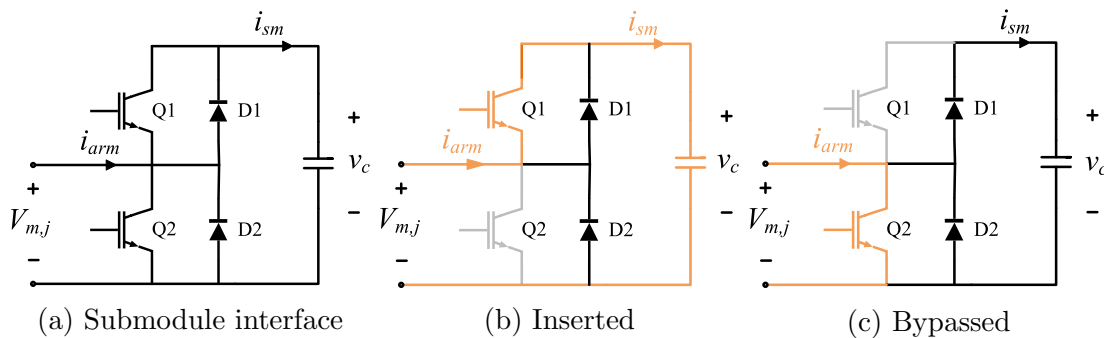 i_sm
Q1
D1
i_arm
+
+
v_c
V_m,j
Q2
D2
−
−
(a) Submodule interface
i_sm
Q1
D1
i_arm
+
+
v_c
V_m,j
Q2
D2
−
−
(b) Inserted
i_sm
Q1
D1
i_arm
+
+
v_c
V_m,j
Q2
D2
−
−
(c) Bypassed